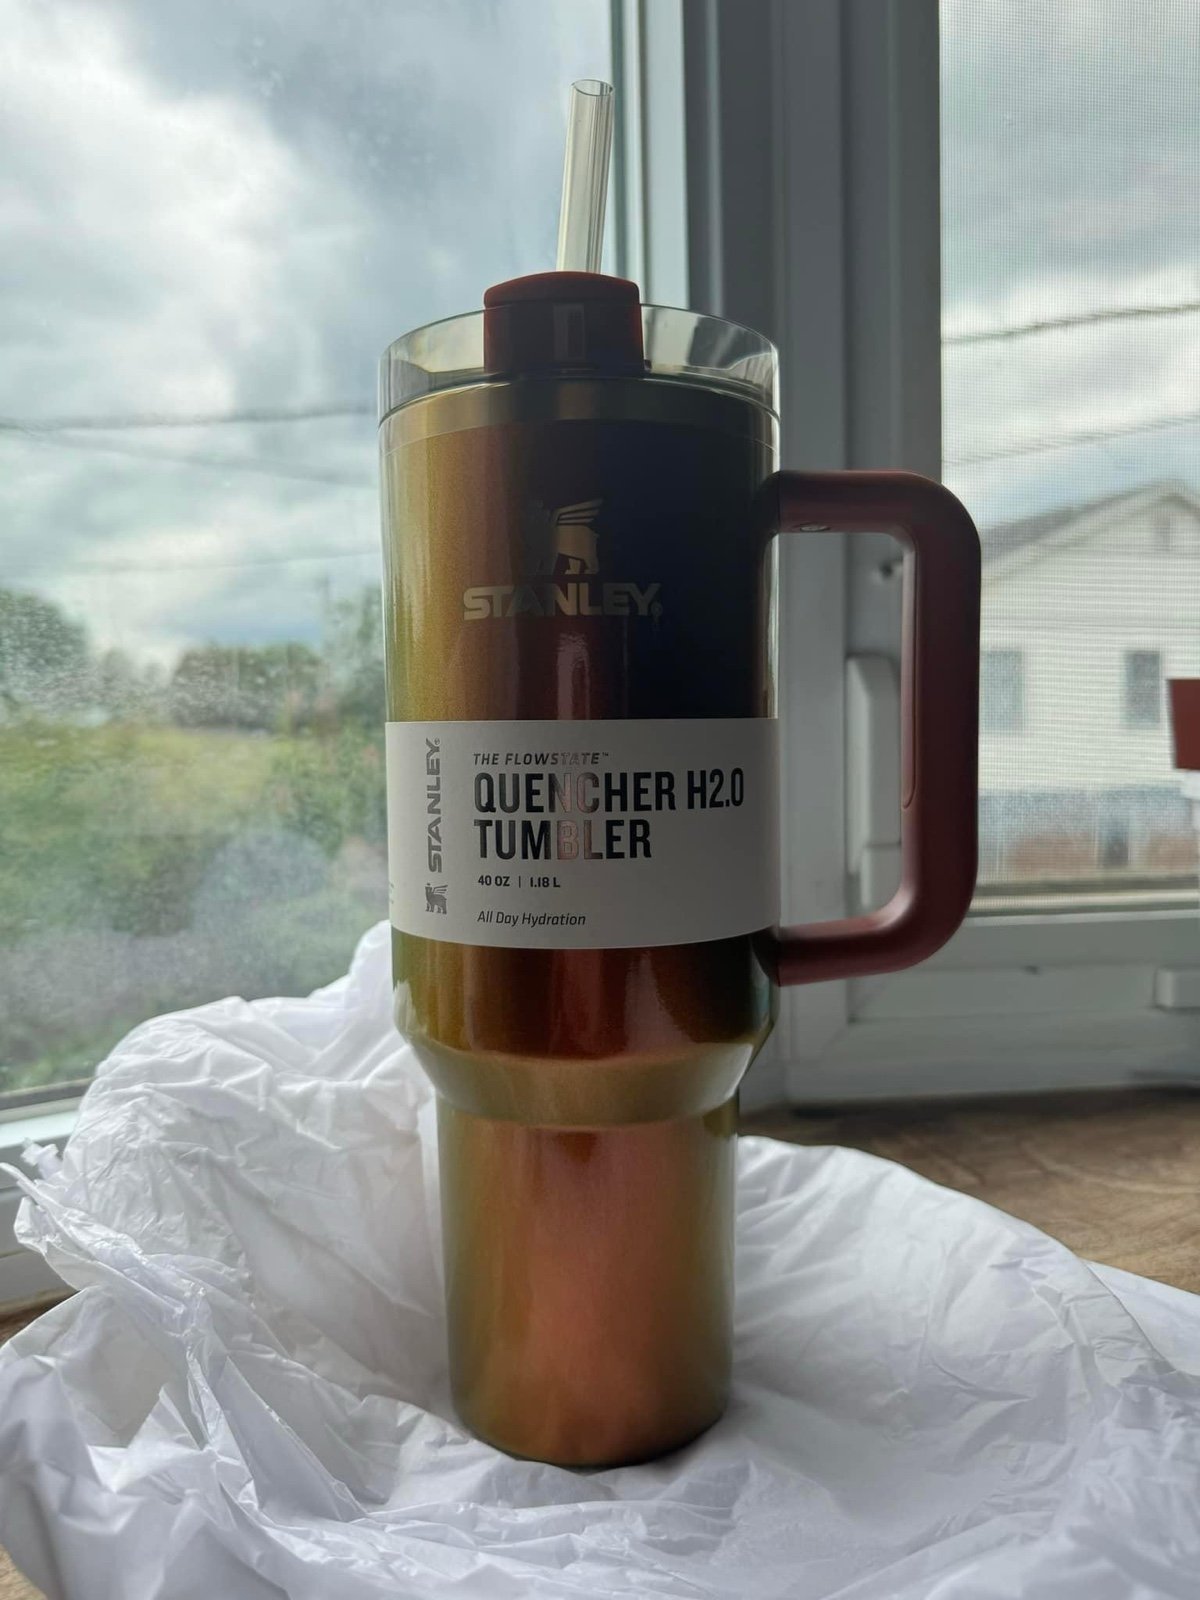 STANLEY
STANLEY®
THE FLOWSTATE™
QUENCHER H2.0
TUMBLER
40 OZ | 1.18 L
All Day Hydration